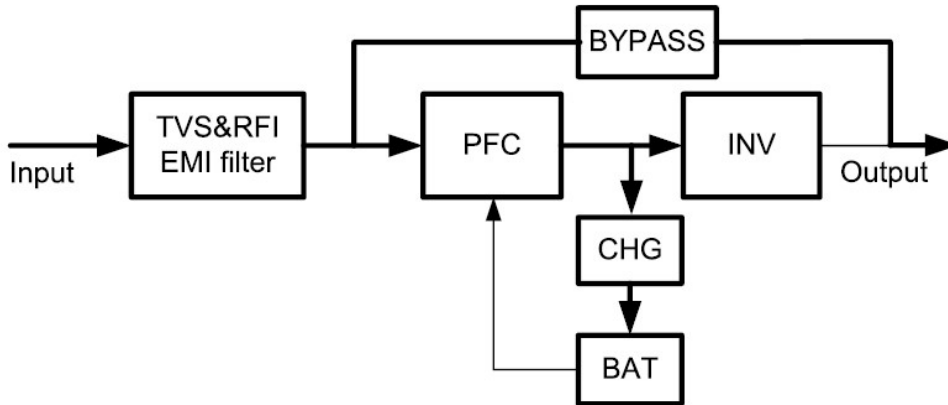 BYPASS
TVS&RFI
EMI filter
PFC
INV
Input
Output
CHG
BAT